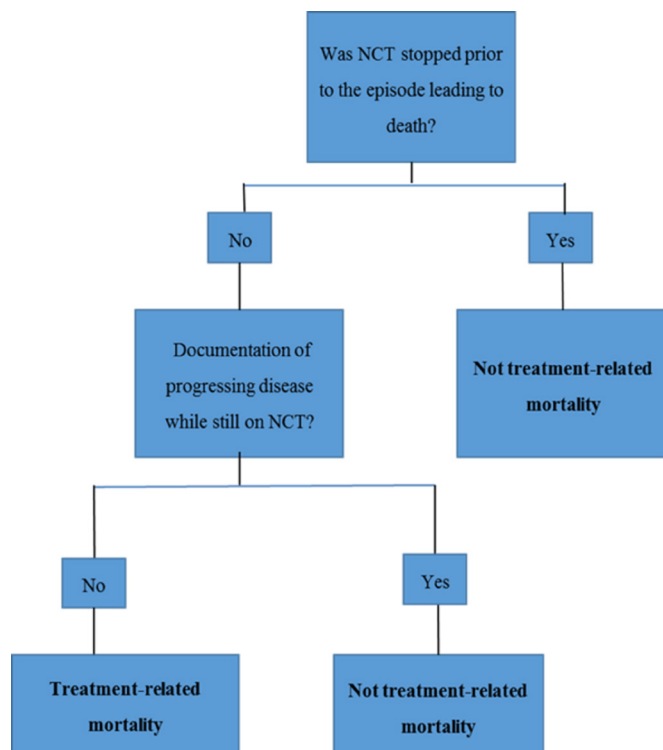 Was NCT stopped prior
to the episode leading to
death?
No
Yes
Documentation of
progressing disease
while still on NCT?
Not treatment-related
mortality
No
Yes
Treatment-related
mortality
Not treatment-related
mortality